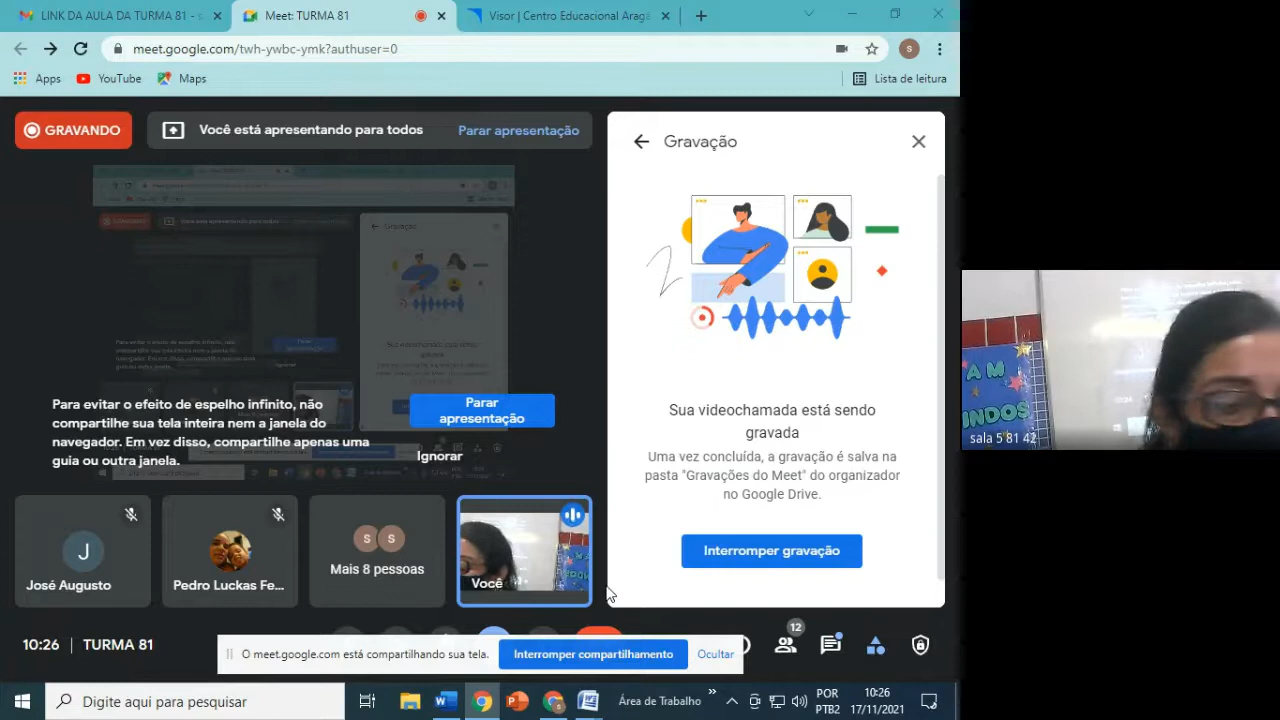 LINK DA AULA DA TURMA 81 - s
Meet: TURMA 81
Visor | Centro Educacional Aragã
meet.google.com/twh-ywbc-ymk?authuser=0
S
Apps
YouTube
Maps
Lista de leitura
GRAVANDO
Você está apresentando para todos
Parar apresentação
Gravação
Para evitar o efeito de espelho infinito, não
compartilhe sua tela inteira nem a janela do
navegador. Em vez disso, compartilhe apenas uma
guia ou outra janela.
Parar
apresentação
Ignorar
Sua videochamada está sendo
gravada
Uma vez concluída, a gravação é salva na
pasta "Gravações do Meet" do organizador
no Google Drive.
Interromper gravação
J
José Augusto
Pedro Luckas Fe...
S S
Mais 8 pessoas
Você
sala 5 81 42
10:26 | TURMA 81
O meet.google.com está compartilhando sua tela.
Interromper compartilhamento
Ocultar
12
Digite aqui para pesquisar
Área de Trabalho
POR
PTB2
10:26
17/11/2021